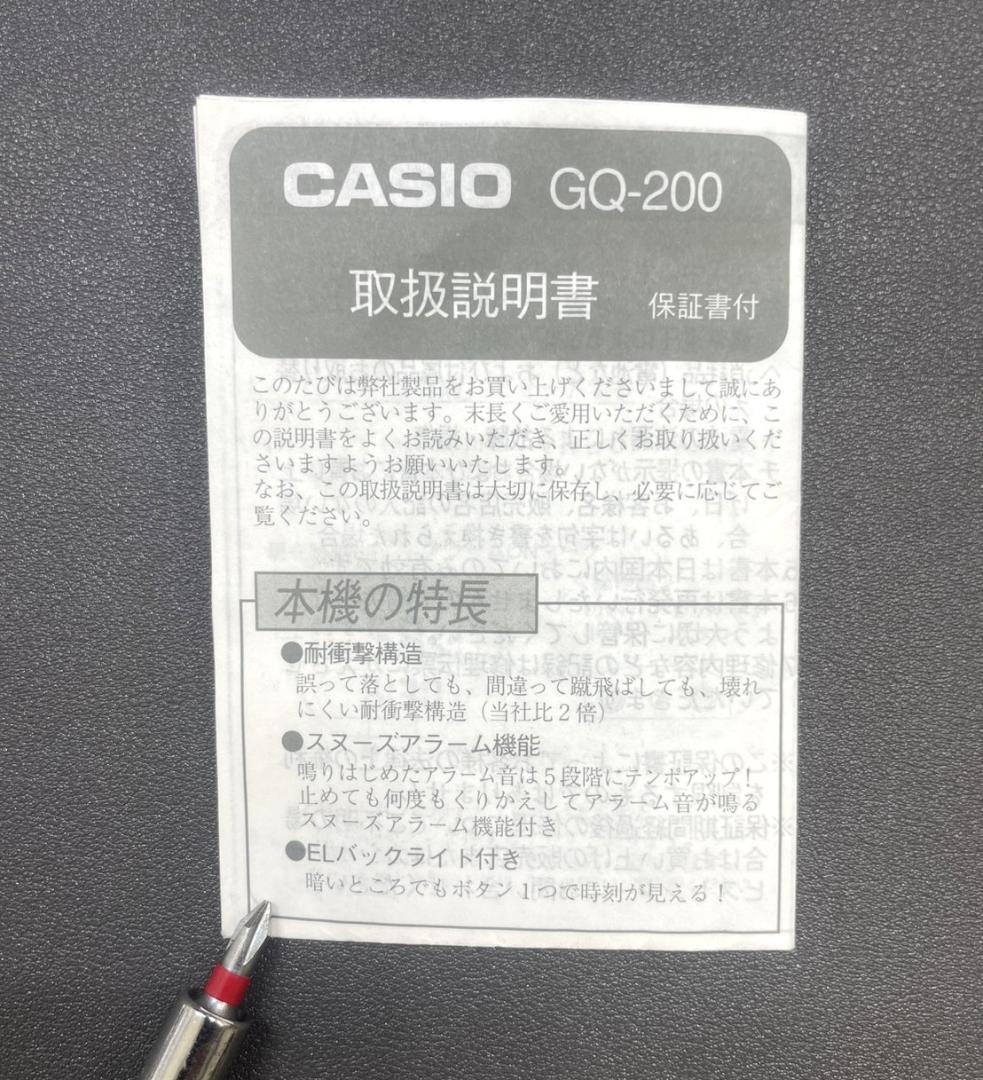 CASIO GQ-200
取扱説明書 保証書付
このたびは弊社製品をお買い上げくださいまして誠にあ
りがとうございます。末長くご愛用いただくために、こ
の説明書をよくお読みいただき、正しくお取り扱いくだ
さいますようお願いいたします。
なお、この取扱説明書は大切に保存し、必要に応じてご
覧ください。
本機の特長
●耐衝撃構造
誤って落としても、間違って蹴飛ばしても、壊れ
にくい耐衝撃構造（当社比２倍）
●スヌーズアラーム機能
鳴りはじめたアラーム音は５段階にテンポアップ！
止めても何度もくりかえしてアラーム音が鳴る
スヌーズアラーム機能付き
●ELバックライト付き
暗いところでもボタン１つで時刻が見える！